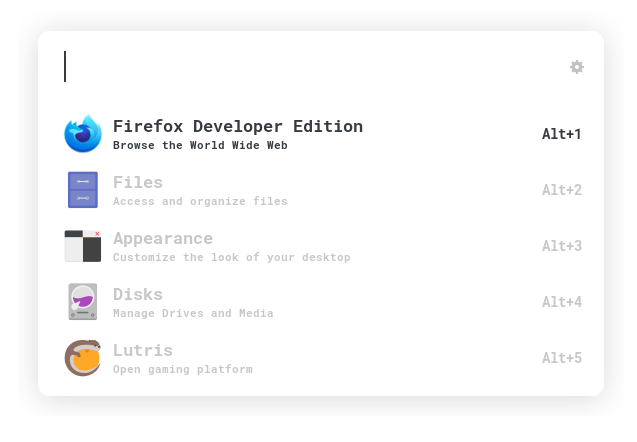 Firefox Developer Edition
Browse the World Wide Web
Alt+1
Files
Access and organize files
Alt+2
Appearance
Customize the look of your desktop
Alt+3
Disks
Manage Drives and Media
Alt+4
Lutris
Open gaming platform
Alt+5